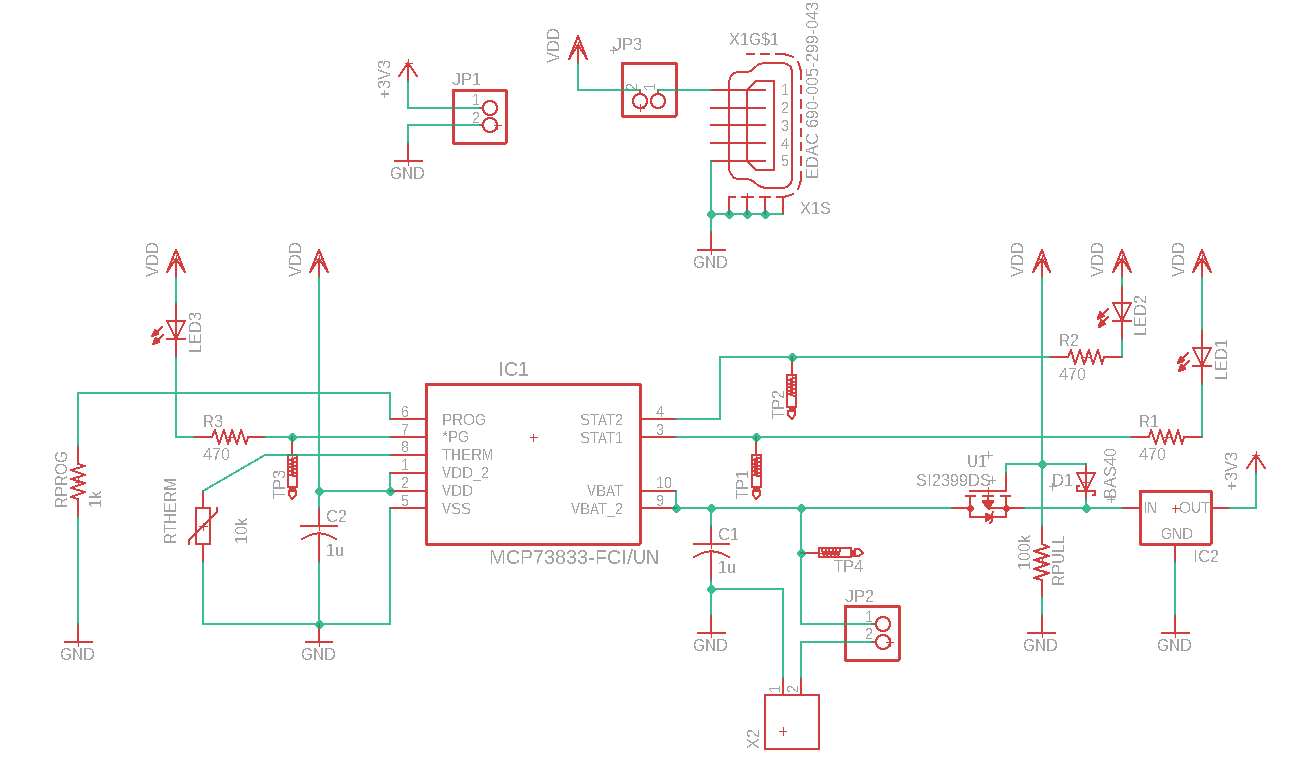 VDD
JP3
2
1
X1G$1
1
2
3
4
5
EDAC 690-005-299-043
X1S
GND
+3V3
JP1
1
2
GND
VDD
LED3
VDD
VDD
VDD
VDD
LED2
R2
470
LED1
IC1
R3
470
TP3
6
7
8
1
2
5
PROG
*PG
THERM
VDD_2
VDD
VSS
STAT2
STAT1
VBAT
VBAT_2
4
3
10
9
MCP73833-FCI/UN
TP2
TP1
R1
470
RPROG
1k
RTHERM
10k
C2
1u
GND
GND
C1
1u
GND
TP4
JP2
1
2
X2
1
2
U1
SI2399DS
D1
BAS40
100k
RPULL
GND
+3V3
IN
OUT
GND
IC2
GND